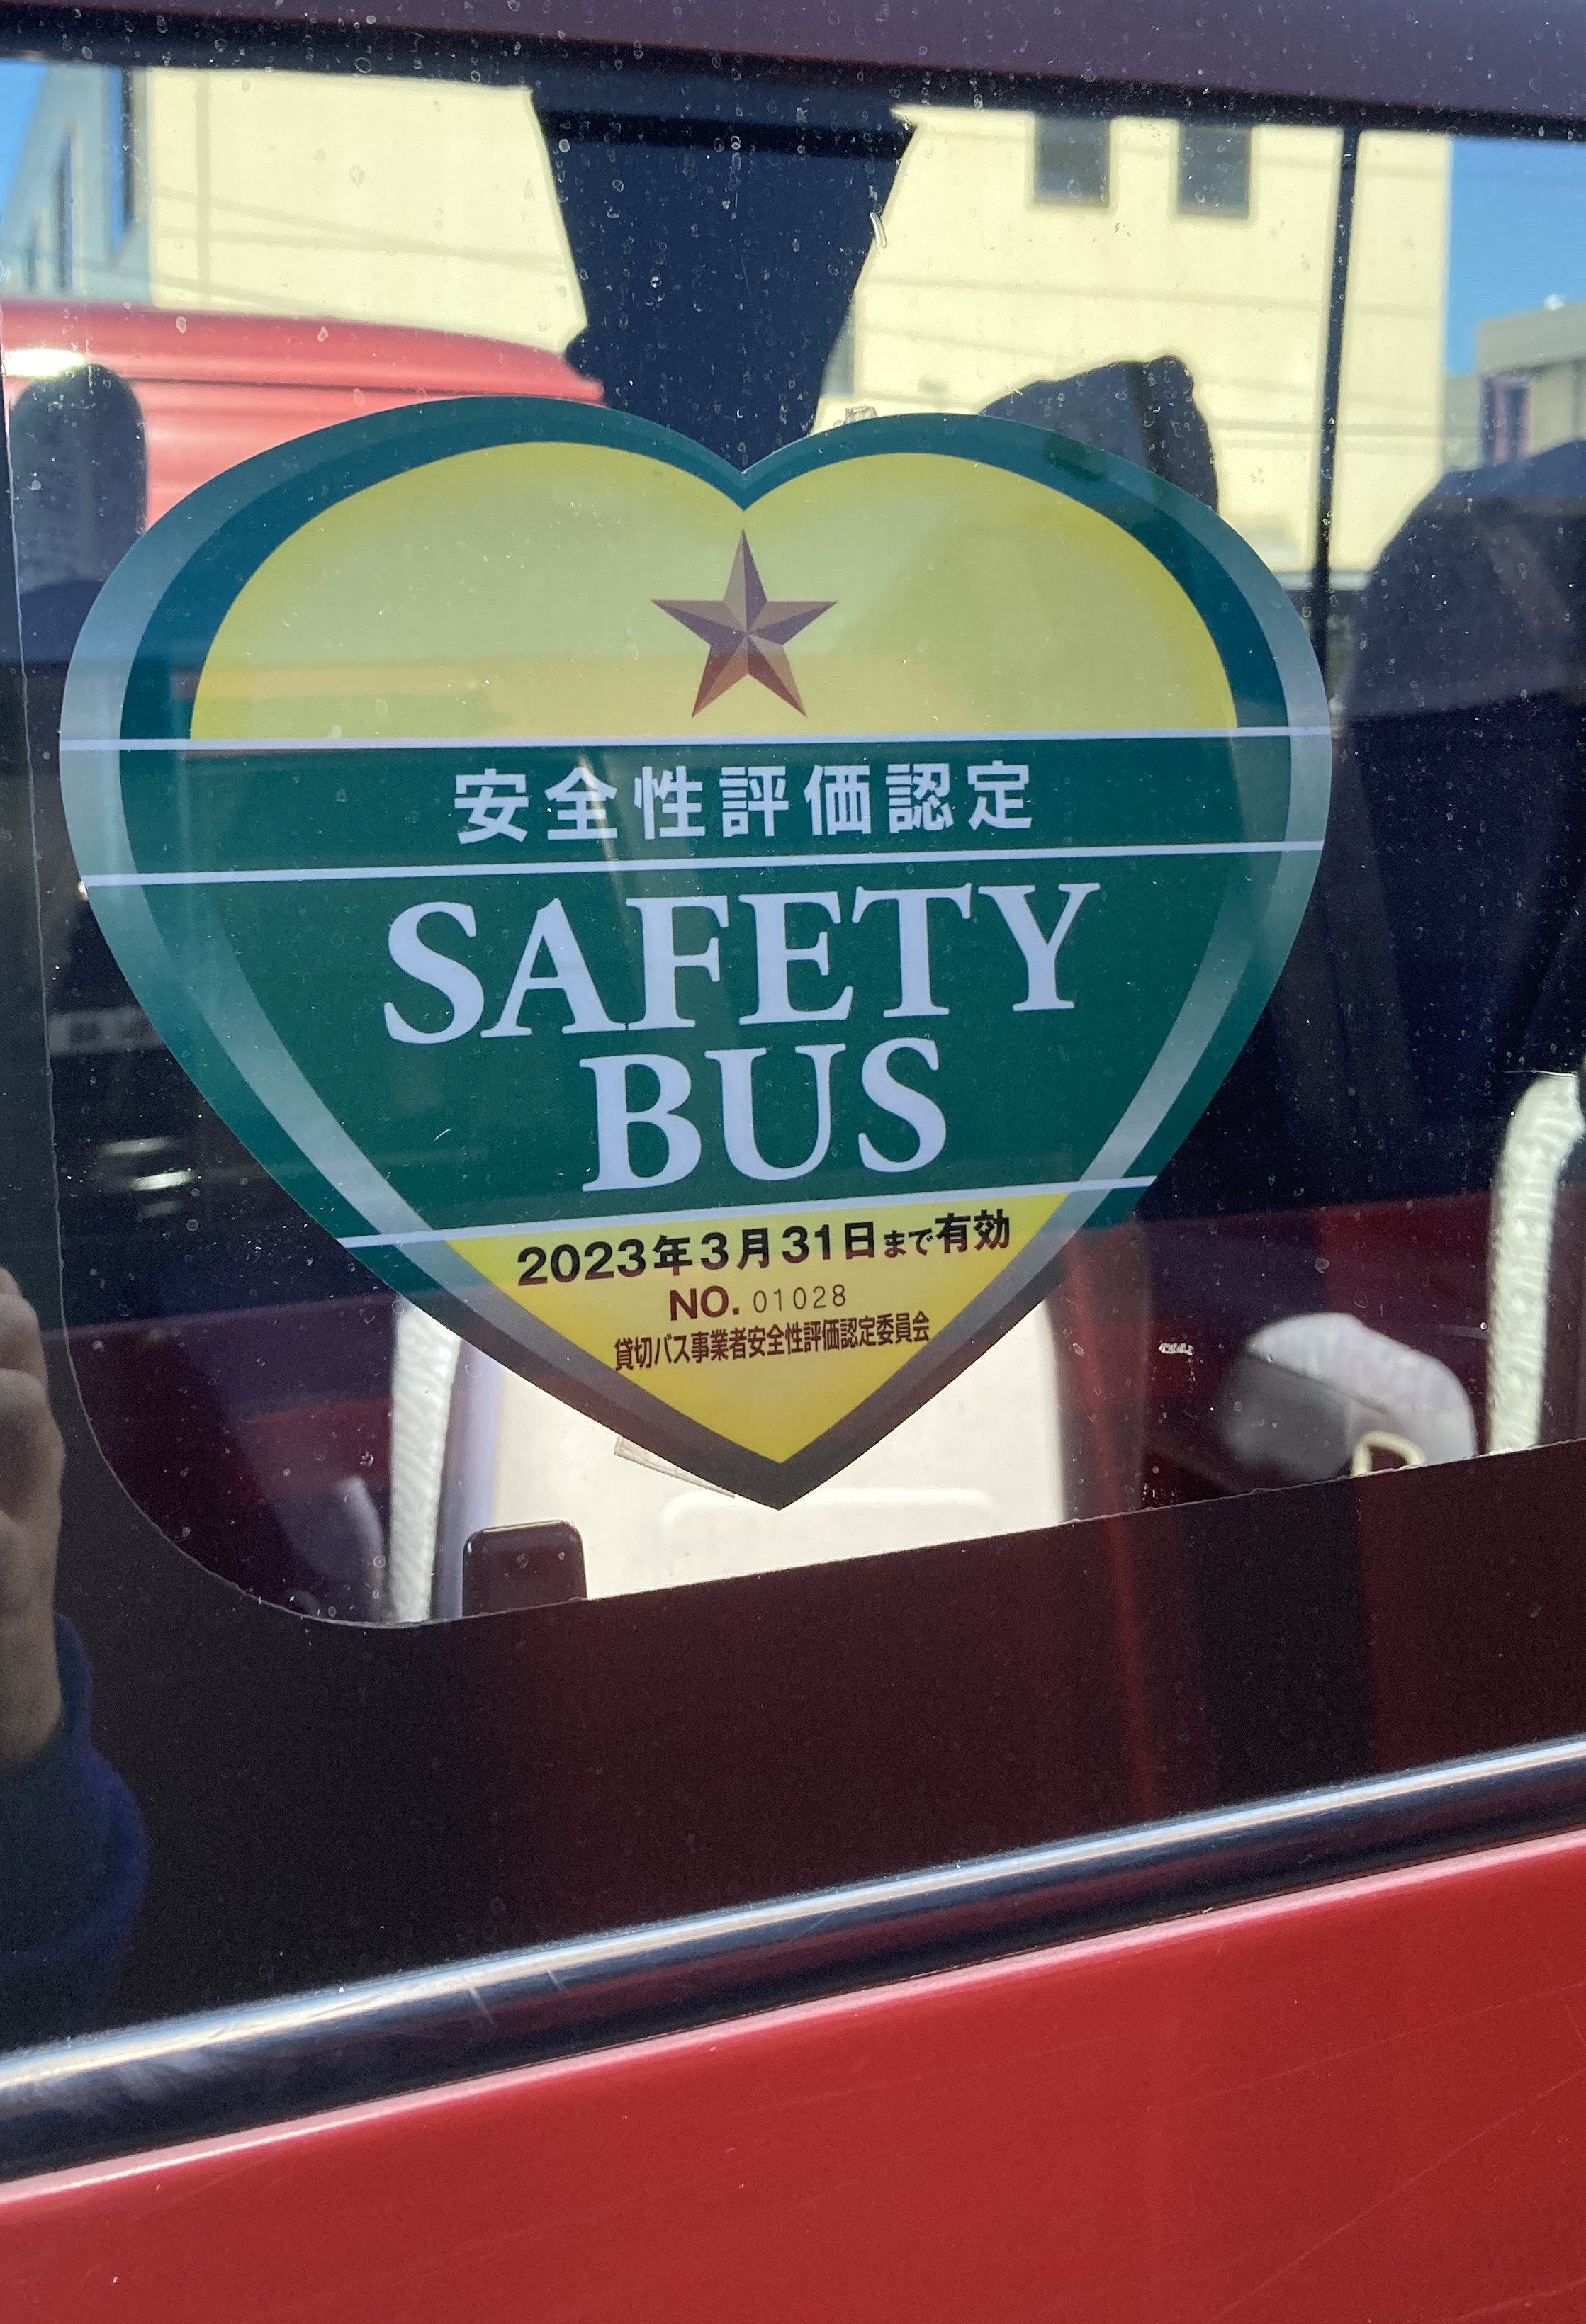 安全性評価認定
SAFETY
BUS
2023年3月31日まで有効
NO. 01028
貸切バス事業者安全性評価認定委員会